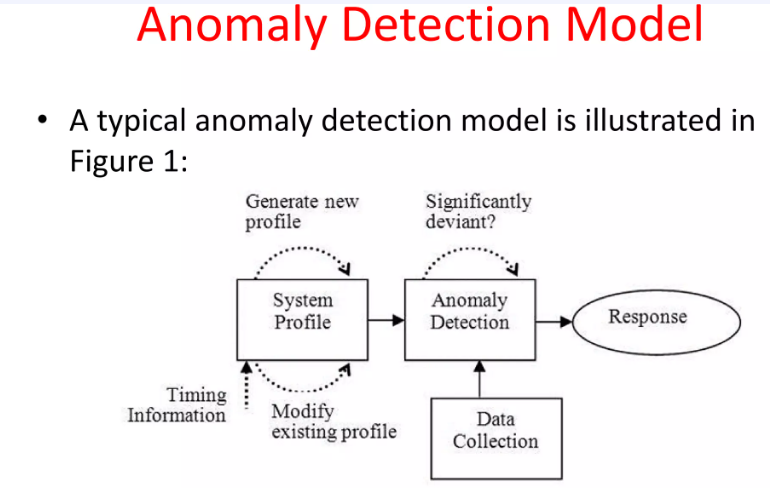 Anomaly Detection Model
• A typical anomaly detection model is illustrated in
Figure 1:
Generate new
profile
Significantly
deviant?
System
Profile
Anomaly
Detection
Response
Timing
Information
Modify
existing profile
Data
Collection